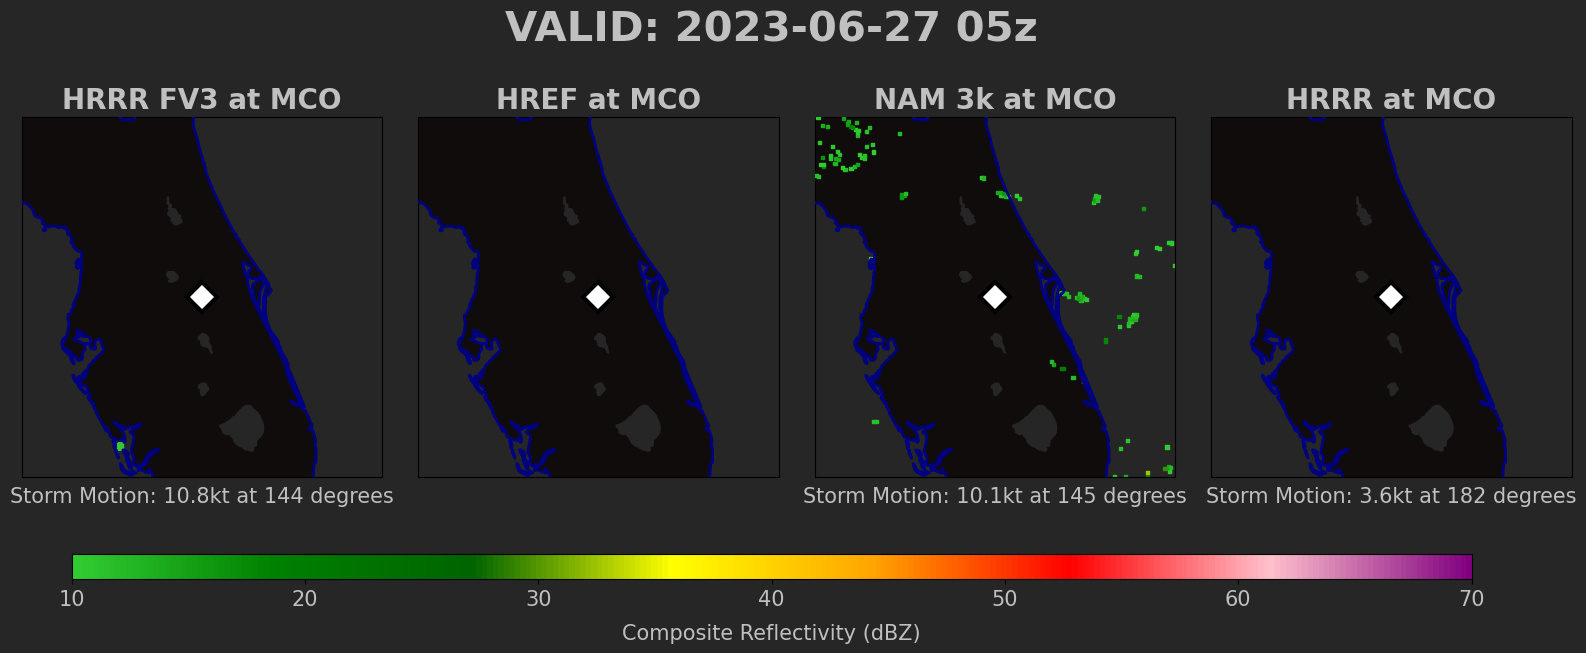 VALID: 2023-06-27 05z
HRRR FV3 at MCO
HREF at MCO
NAM 3k at MCO
HRRR at MCO
Storm Motion: 10.8kt at 144 degrees
Storm Motion: 10.1kt at 145 degrees
Storm Motion: 3.6kt at 182 degrees
10 20 30 40 50 60 70
Composite Reflectivity (dBZ)